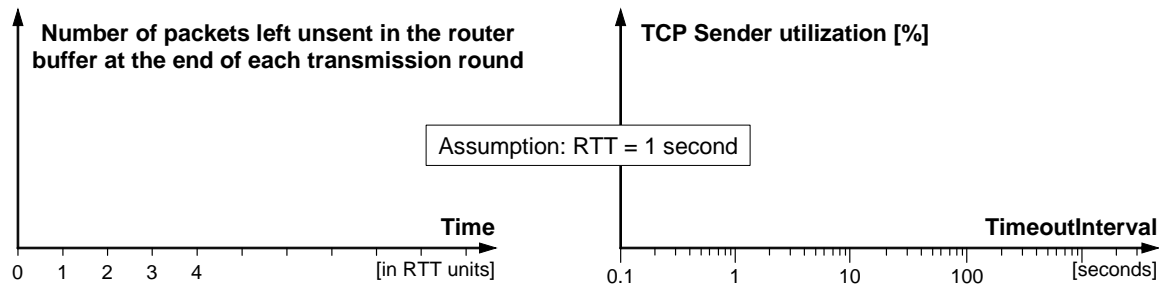 Number of packets left unsent in the router
buffer at the end of each transmission round
Time
0 1 2 3 4 [in RTT units]
Assumption: RTT = 1 second
TCP Sender utilization [%]
TimeoutInterval
0.1 1 10 100 [seconds]